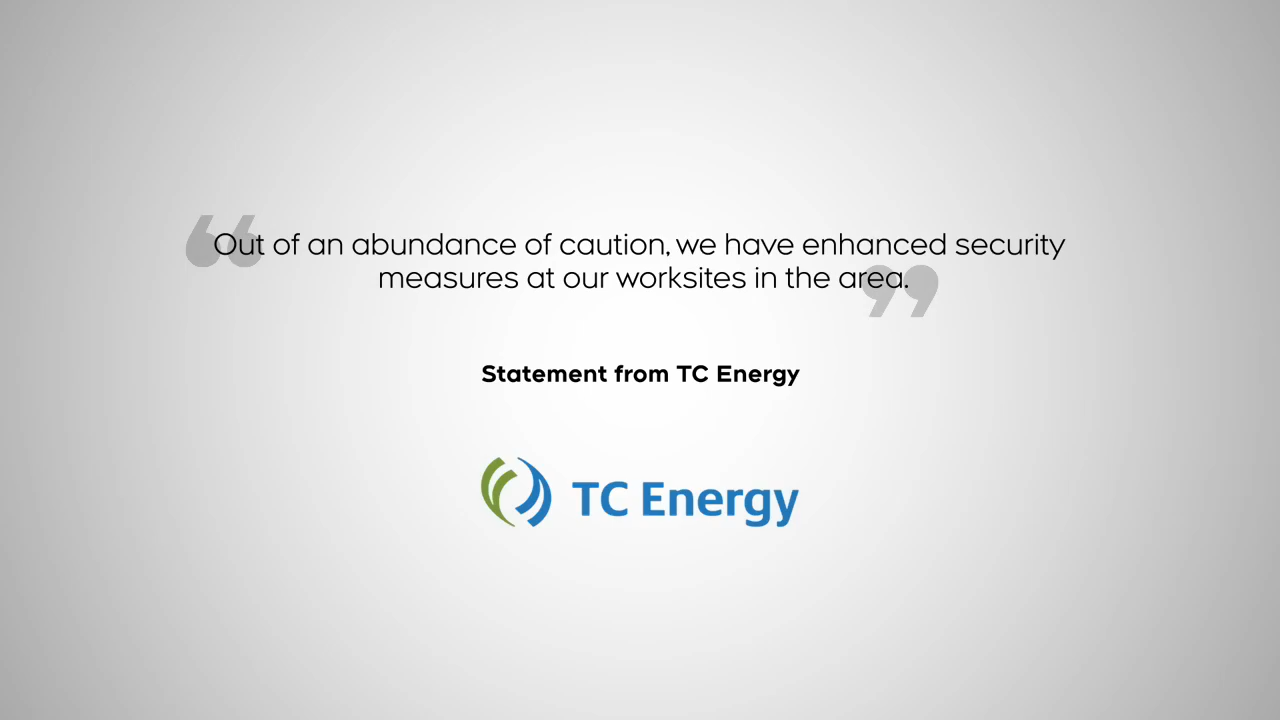 “Out of an abundance of caution, we have enhanced security
measures at our worksites in the area.”
Statement from TC Energy
TC Energy